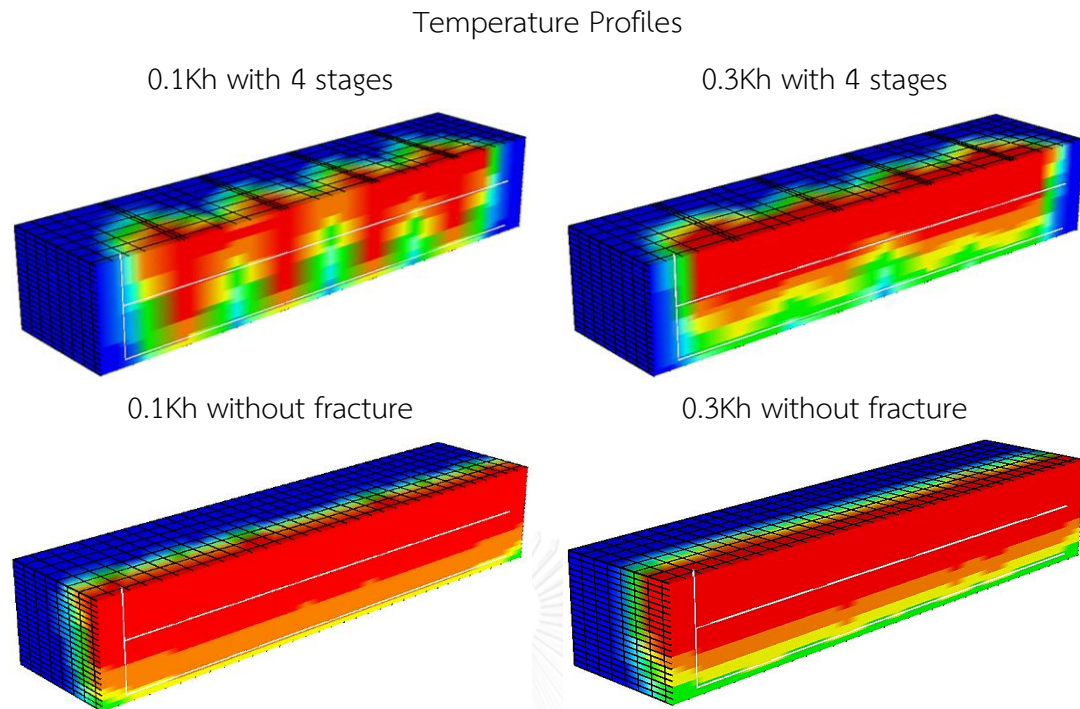 Temperature Profiles
0.1Kh with 4 stages
0.3Kh with 4 stages
0.1Kh without fracture
0.3Kh without fracture